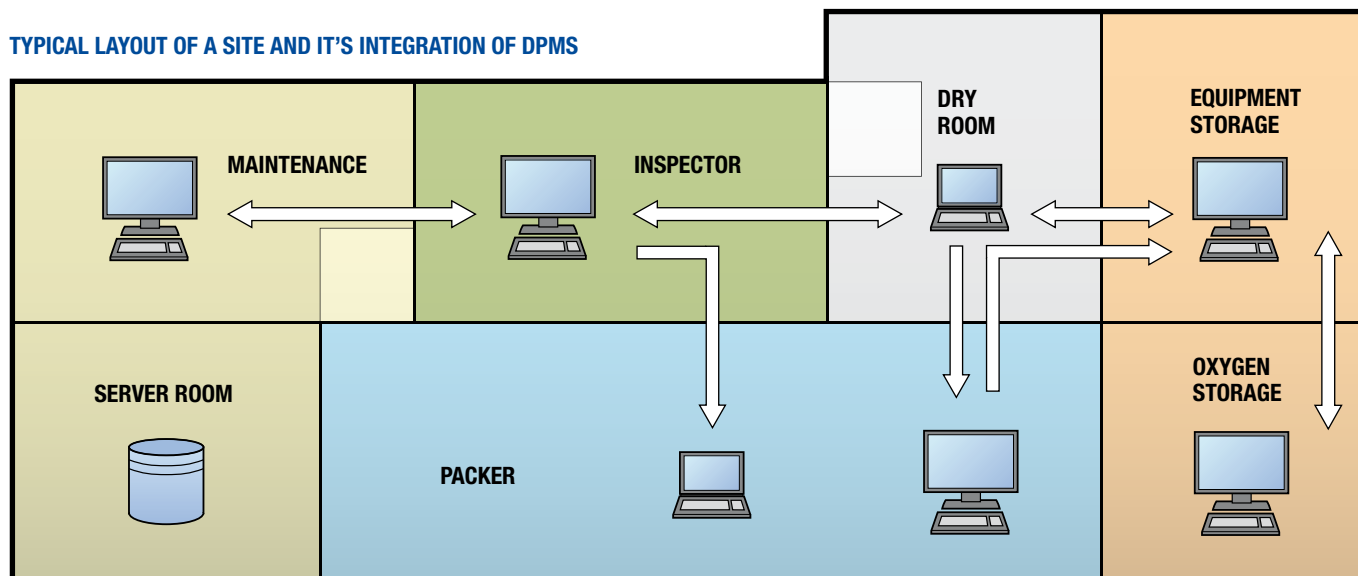 TYPICAL LAYOUT OF A SITE AND IT'S INTEGRATION OF DPMS
MAINTENANCE
INSPECTOR
DRY
ROOM
EQUIPMENT
STORAGE
SERVER ROOM
PACKER
OXYGEN
STORAGE